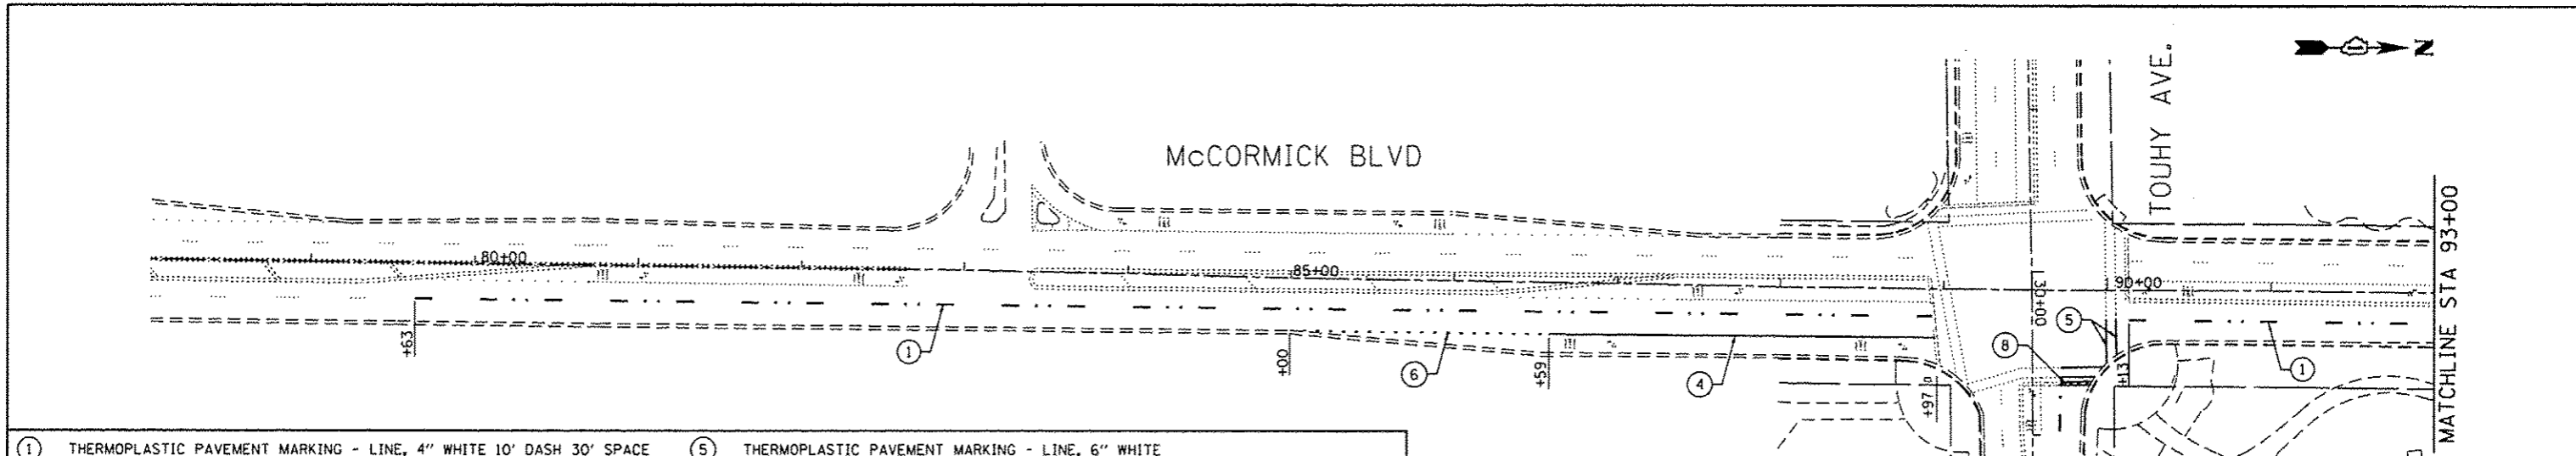 N
TOUHY AVE.
McCORMICK BLVD
80+00
85+00
90+00
130+00
MATCHLINE STA 93+00
+63
+00
+59
+97
+13
1
6
4
8
5
1
1 THERMOPLASTIC PAVEMENT MARKING - LINE, 4" WHITE 10' DASH 30' SPACE
5 THERMOPLASTIC PAVEMENT MARKING - LINE, 6" WHITE